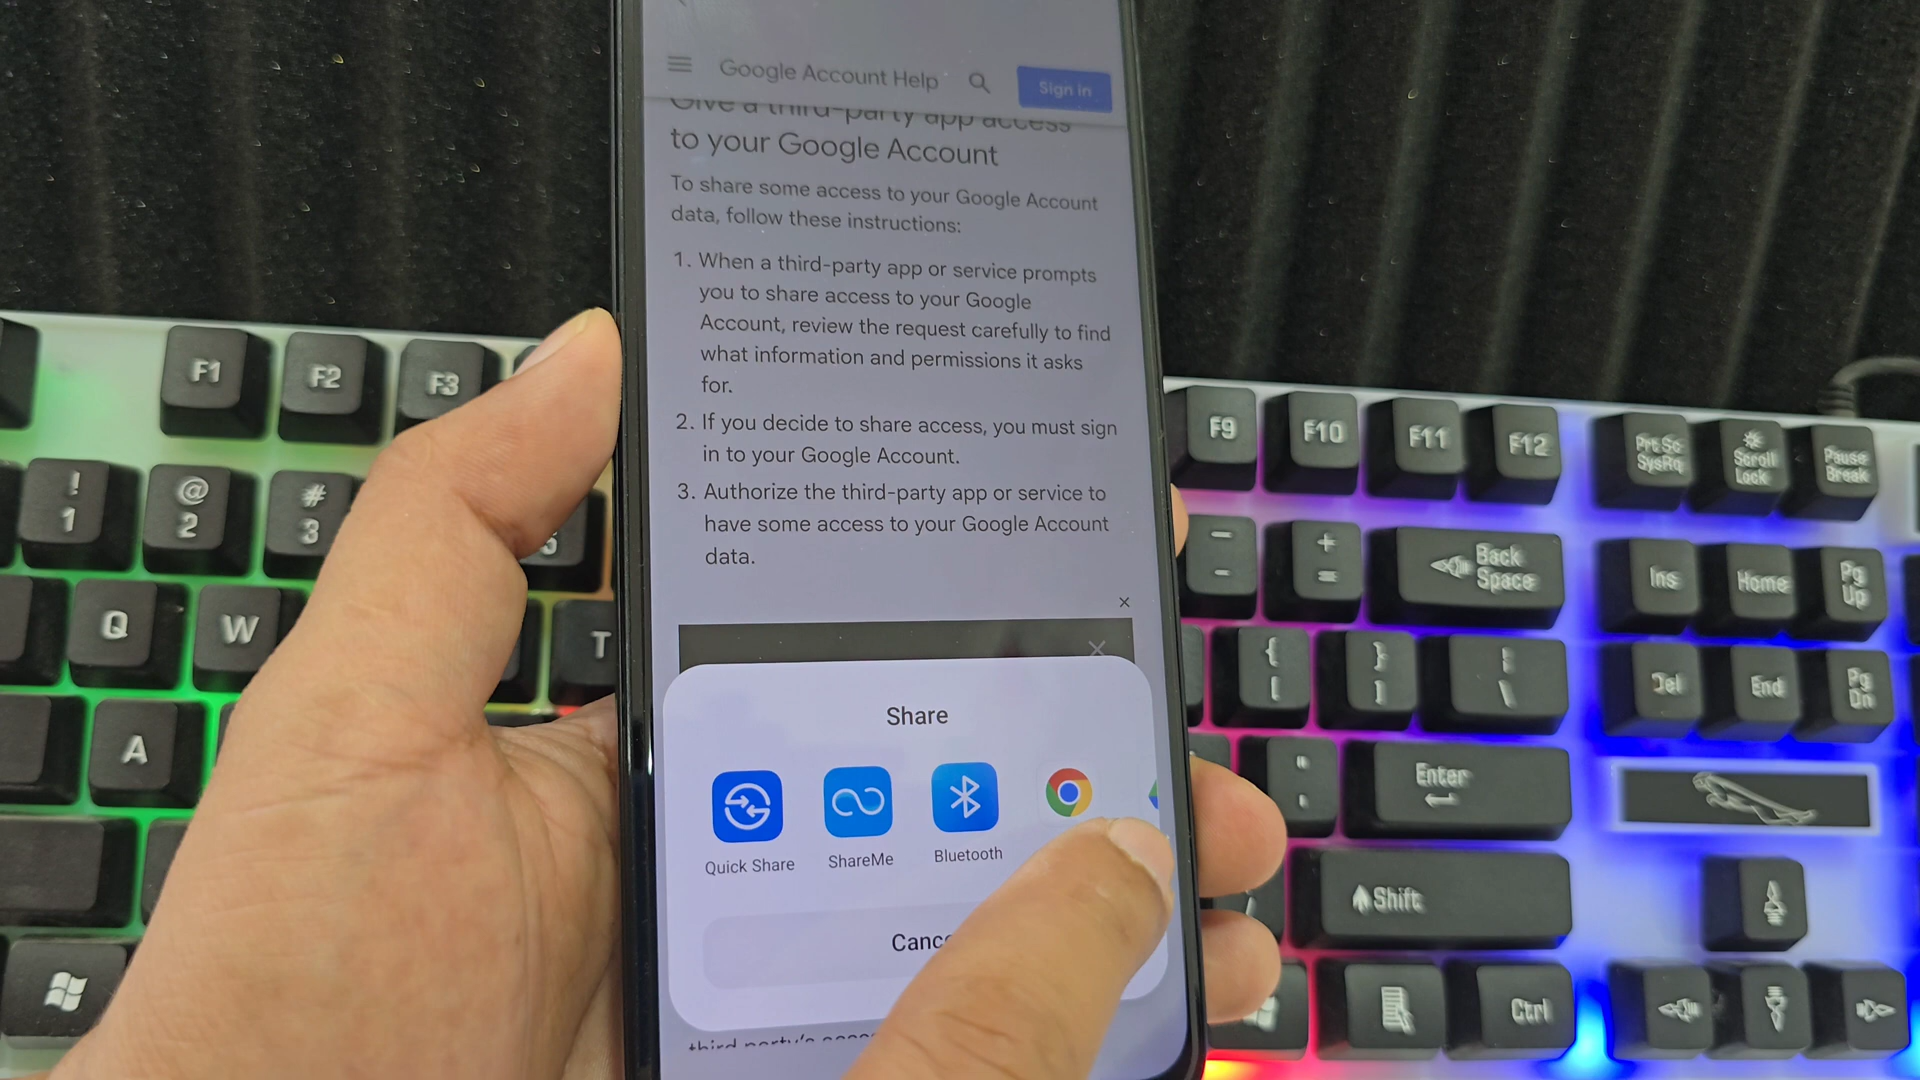 Google Account Help
Sign in
Give a third-party app access
to your Google Account
To share some access to your Google Account
data, follow these instructions:
1. When a third-party app or service prompts
you to share access to your Google
Account, review the request carefully to find
what information and permissions it asks
for.
2. If you decide to share access, you must sign
in to your Google Account.
3. Authorize the third-party app or service to
have some access to your Google Account
data.
Share
Quick Share
ShareMe
Bluetooth
F1
F2
F3
F9
F10
F11
F12
Prt Sc
SysRq
Scroll
Lock
Pause
Break
!
1
@
2
#
3
5
-
+
=
Back
Space
Ins
Home
Pg
Up
Q
W
T
{
[
}
]
\
Del
End
Pg
Dn
A
Enter
Shift
Ctrl